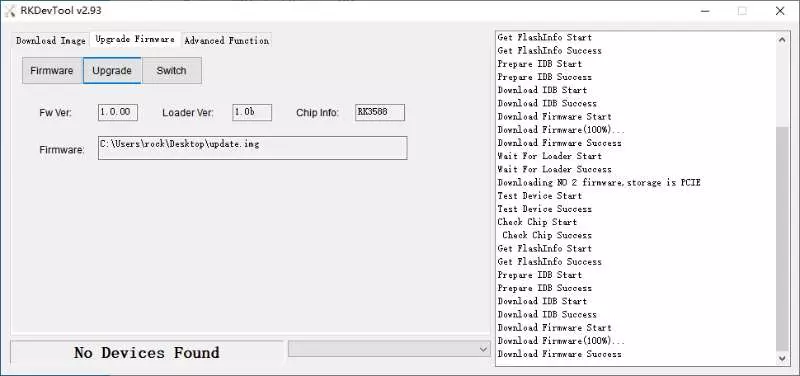 RKDevTool v2.93
Download Image Upgrade Firmware Advanced Function
Firmware Upgrade Switch
Fw Ver: 1.0.00 Loader Ver: 1.0b Chip Info: RK3588
Firmware: C:\Users\rock\Desktop\update.img
No Devices Found
Get FlashInfo Start
Get FlashInfo Success
Prepare IDB Start
Prepare IDB Success
Download IDB Start
Download IDB Success
Download Firmware Start
Download Firmware(100%)...
Download Firmware Success
Wait For Loader Start
Wait For Loader Success
Downloading NO 2 firmware,storage is PCIE
Test Device Start
Test Device Success
Check Chip Start
Check Chip Success
Get FlashInfo Start
Get FlashInfo Success
Prepare IDB Start
Prepare IDB Success
Download IDB Start
Download IDB Success
Download Firmware Start
Download Firmware(100%)...
Download Firmware Success